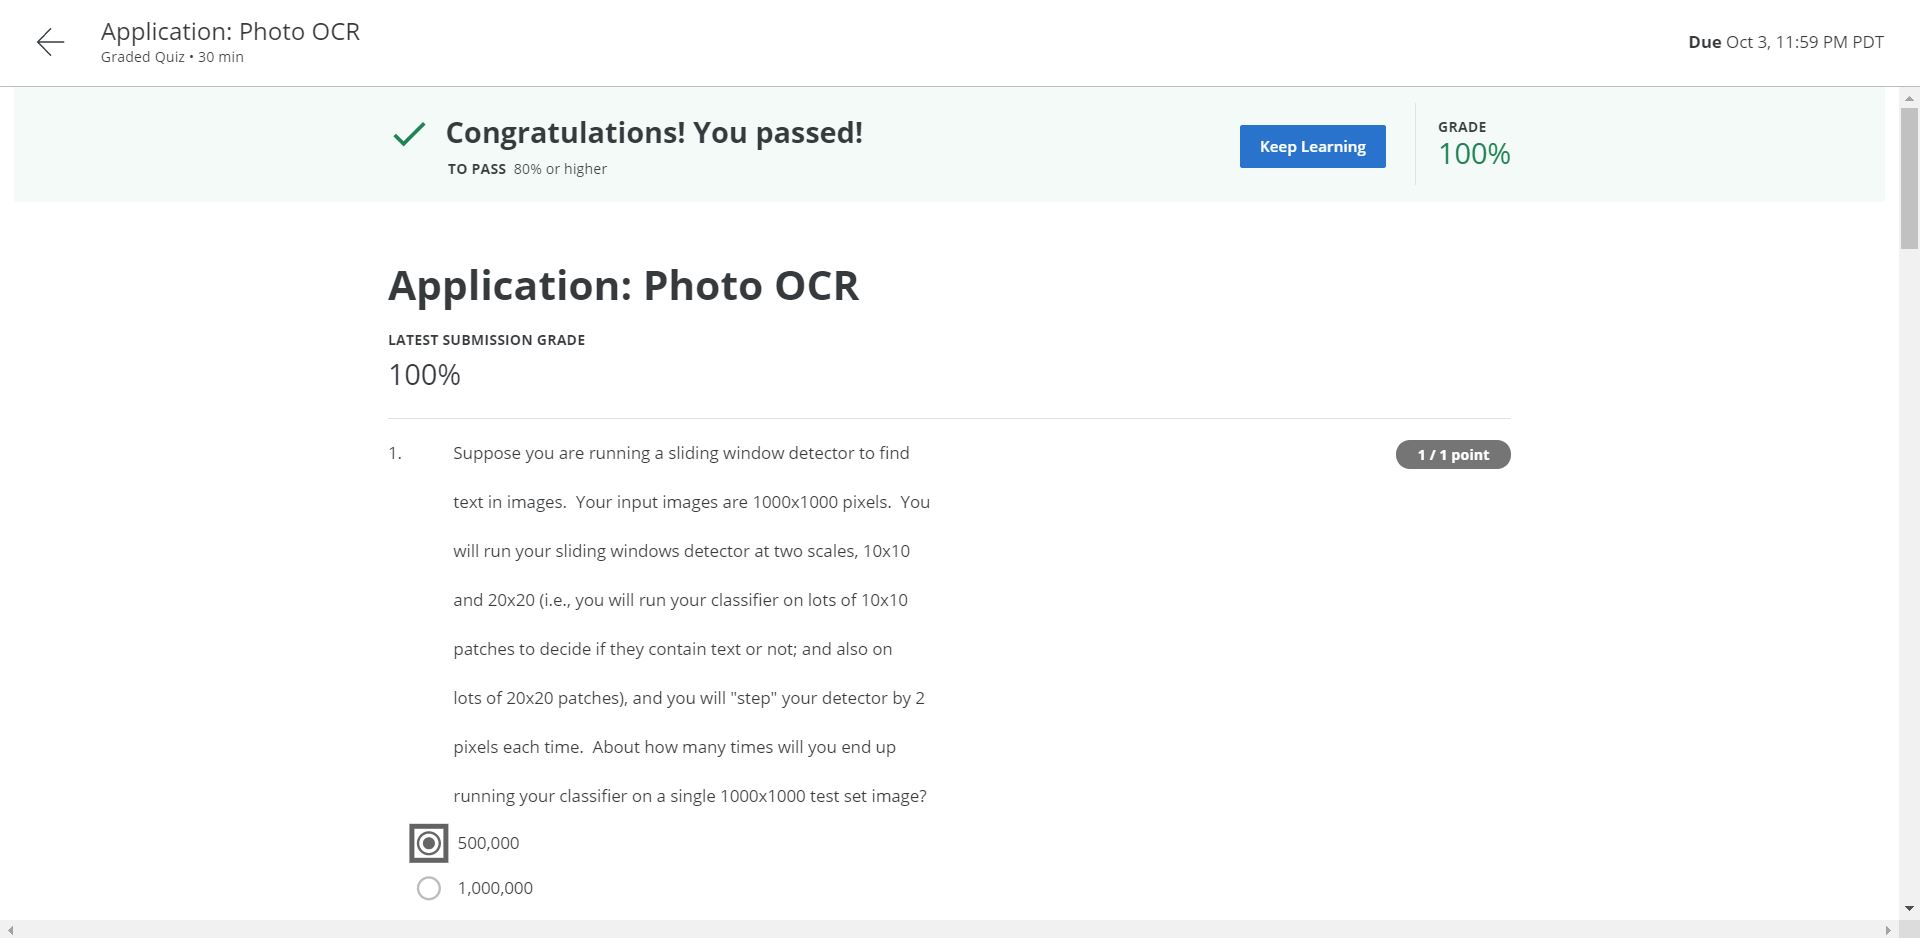 Application: Photo OCR
Graded Quiz • 30 min
Due Oct 3, 11:59 PM PDT
Congratulations! You passed!
TO PASS 80% or higher
Keep Learning
GRADE
100%
Application: Photo OCR
LATEST SUBMISSION GRADE
100%
1. Suppose you are running a sliding window detector to find
1 / 1 point
text in images.  Your input images are 1000x1000 pixels.  You
will run your sliding windows detector at two scales, 10x10
and 20x20 (i.e., you will run your classifier on lots of 10x10
patches to decide if they contain text or not; and also on
lots of 20x20 patches), and you will "step" your detector by 2
pixels each time.  About how many times will you end up
running your classifier on a single 1000x1000 test set image?
500,000
1,000,000